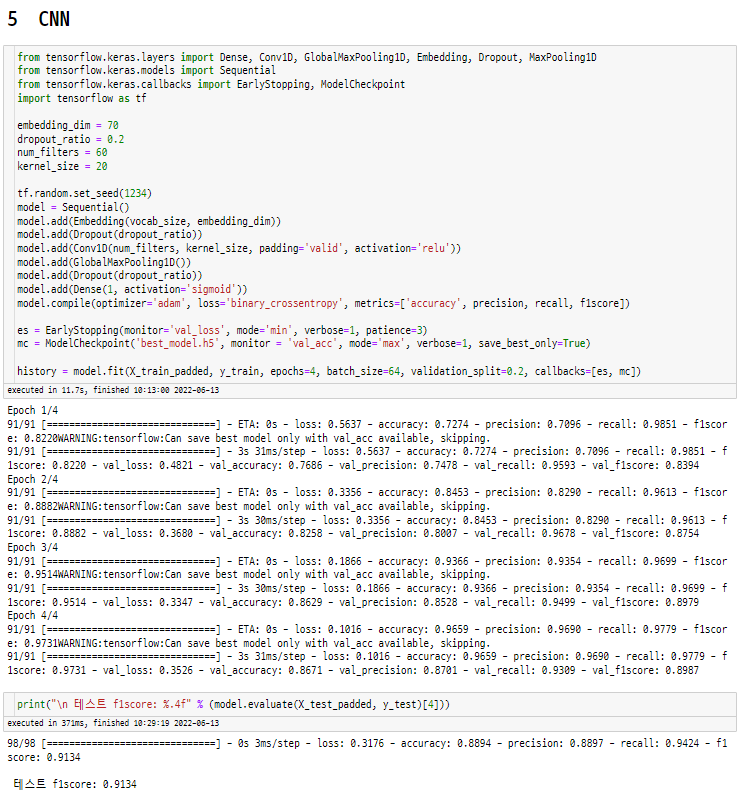 5 CNN
from tensorflow.keras.layers import Dense, Conv1D, GlobalMaxPooling1D, Embedding, Dropout, MaxPooling1D
from tensorflow.keras.models import Sequential
from tensorflow.keras.callbacks import EarlyStopping, ModelCheckpoint
import tensorflow as tf
embedding_dim = 70
dropout_ratio = 0.2
num_filters = 60
kernel_size = 20
tf.random.set_seed(1234)
model = Sequential()
model.add(Embedding(vocab_size, embedding_dim))
model.add(Dropout(dropout_ratio))
model.add(Conv1D(num_filters, kernel_size, padding='valid', activation='relu'))
model.add(GlobalMaxPooling1D())
model.add(Dropout(dropout_ratio))
model.add(Dense(1, activation='sigmoid'))
model.compile(optimizer='adam', loss='binary_crossentropy', metrics=['accuracy', precision, recall, f1score])
es = EarlyStopping(monitor='val_loss', mode='min', verbose=1, patience=3)
mc = ModelCheckpoint('best_model.h5', monitor = 'val_acc', mode='max', verbose=1, save_best_only=True)
history = model.fit(X_train_padded, y_train, epochs=4, batch_size=64, validation_split=0.2, callbacks=[es, mc])
executed in 11.7s, finished 10:13:00 2022-06-13
Epoch 1/4
91/91 [==============================] - ETA: 0s - loss: 0.5637 - accuracy: 0.7274 - precision: 0.7096 - recall: 0.9851 - f1scor
e: 0.8220WARNING:tensorflow:Can save best model only with val_acc available, skipping.
91/91 [==============================] - 3s 31ms/step - loss: 0.5637 - accuracy: 0.7274 - precision: 0.7096 - recall: 0.9851 - f
1score: 0.8220 - val_loss: 0.4821 - val_accuracy: 0.7686 - val_precision: 0.7478 - val_recall: 0.9593 - val_f1score: 0.8394
Epoch 2/4
91/91 [==============================] - ETA: 0s - loss: 0.3356 - accuracy: 0.8453 - precision: 0.8290 - recall: 0.9613 - f1scor
e: 0.8882WARNING:tensorflow:Can save best model only with val_acc available, skipping.
91/91 [==============================] - 3s 30ms/step - loss: 0.3356 - accuracy: 0.8453 - precision: 0.8290 - recall: 0.9613 - f
1score: 0.8882 - val_loss: 0.3680 - val_accuracy: 0.8258 - val_precision: 0.8007 - val_recall: 0.9678 - val_f1score: 0.8754
Epoch 3/4
91/91 [==============================] - ETA: 0s - loss: 0.1866 - accuracy: 0.9366 - precision: 0.9354 - recall: 0.9699 - f1scor
e: 0.9514WARNING:tensorflow:Can save best model only with val_acc available, skipping.
91/91 [==============================] - 3s 30ms/step - loss: 0.1866 - accuracy: 0.9366 - precision: 0.9354 - recall: 0.9699 - f
1score: 0.9514 - val_loss: 0.3347 - val_accuracy: 0.8629 - val_precision: 0.8528 - val_recall: 0.9499 - val_f1score: 0.8979
Epoch 4/4
91/91 [==============================] - ETA: 0s - loss: 0.1016 - accuracy: 0.9659 - precision: 0.9690 - recall: 0.9779 - f1scor
e: 0.9731WARNING:tensorflow:Can save best model only with val_acc available, skipping.
91/91 [==============================] - 3s 31ms/step - loss: 0.1016 - accuracy: 0.9659 - precision: 0.9690 - recall: 0.9779 - f
1score: 0.9731 - val_loss: 0.3526 - val_accuracy: 0.8671 - val_precision: 0.8701 - val_recall: 0.9309 - val_f1score: 0.8987
print("\n 테스트 f1score: %.4f" % (model.evaluate(X_test_padded, y_test)[4]))
executed in 371ms, finished 10:29:19 2022-06-13
98/98 [==============================] - 0s 3ms/step - loss: 0.3176 - accuracy: 0.8894 - precision: 0.8897 - recall: 0.9424 - f1
score: 0.9134
테스트 f1score: 0.9134